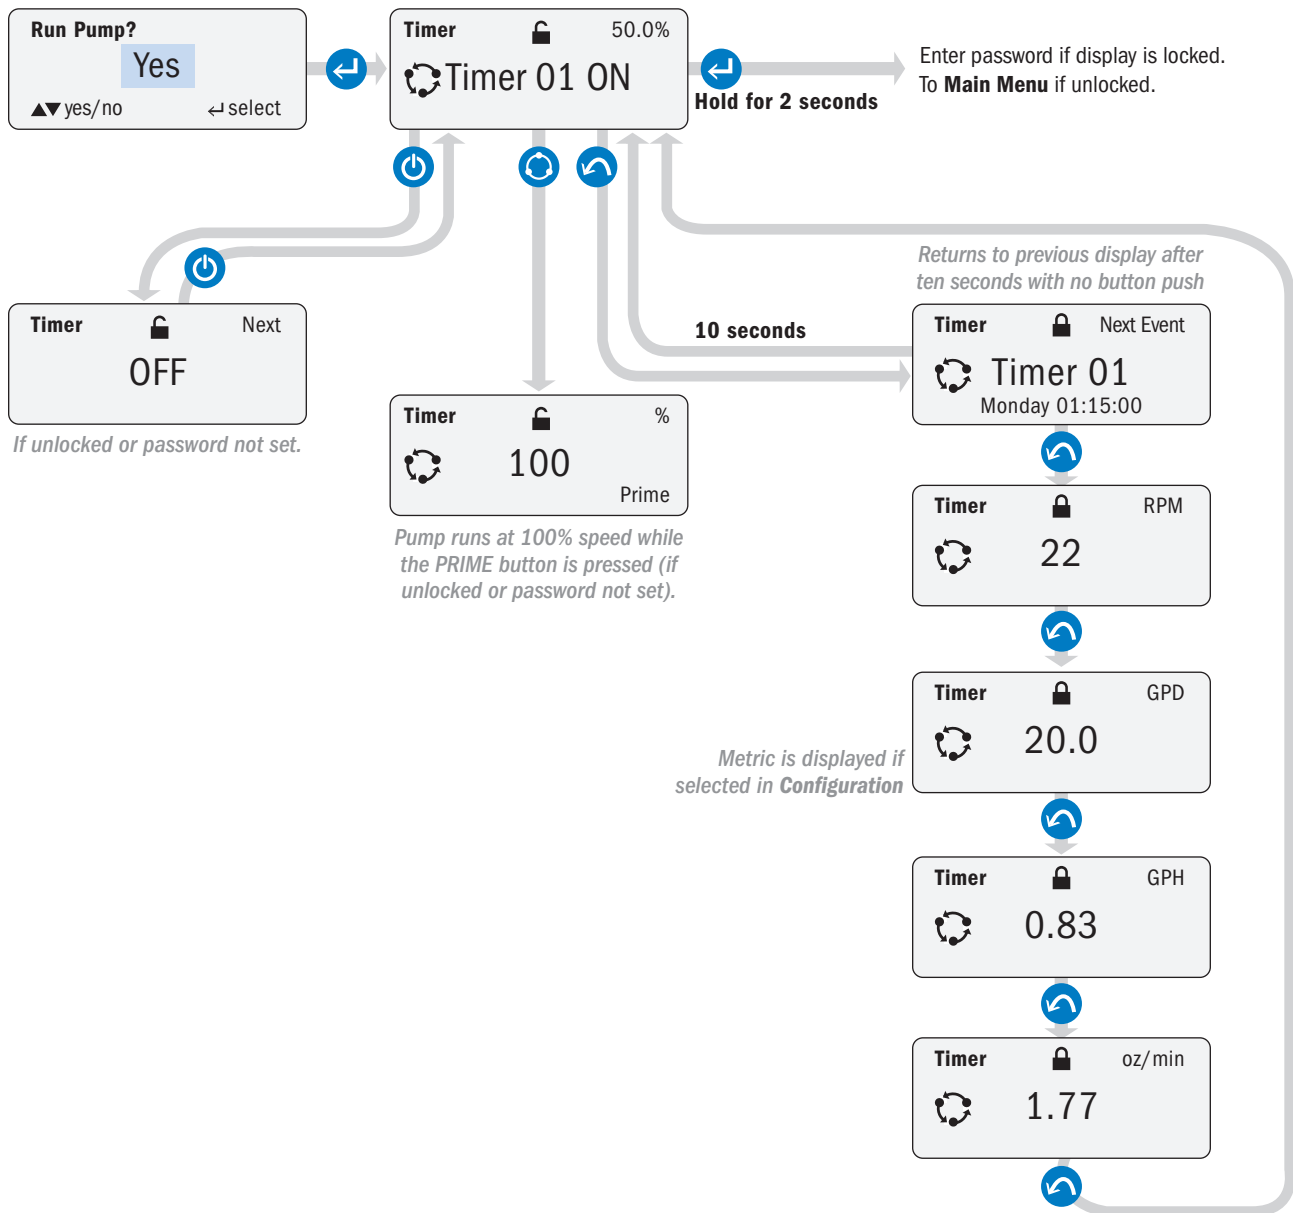 Run Pump?
Yes
▲▼ yes/no ↵ select
Timer 50.0%
Timer 01 ON
Hold for 2 seconds
Enter password if display is locked.
To Main Menu if unlocked.
Timer Next
OFF
If unlocked or password not set.
Timer %
100
Prime
Pump runs at 100% speed while
the PRIME button is pressed (if
unlocked or password not set).
10 seconds
Returns to previous display after
ten seconds with no button push
Timer Next Event
Timer 01
Monday 01:15:00
Timer RPM
22
Timer GPD
20.0
Metric is displayed if
selected in Configuration
Timer GPH
0.83
Timer oz/min
1.77